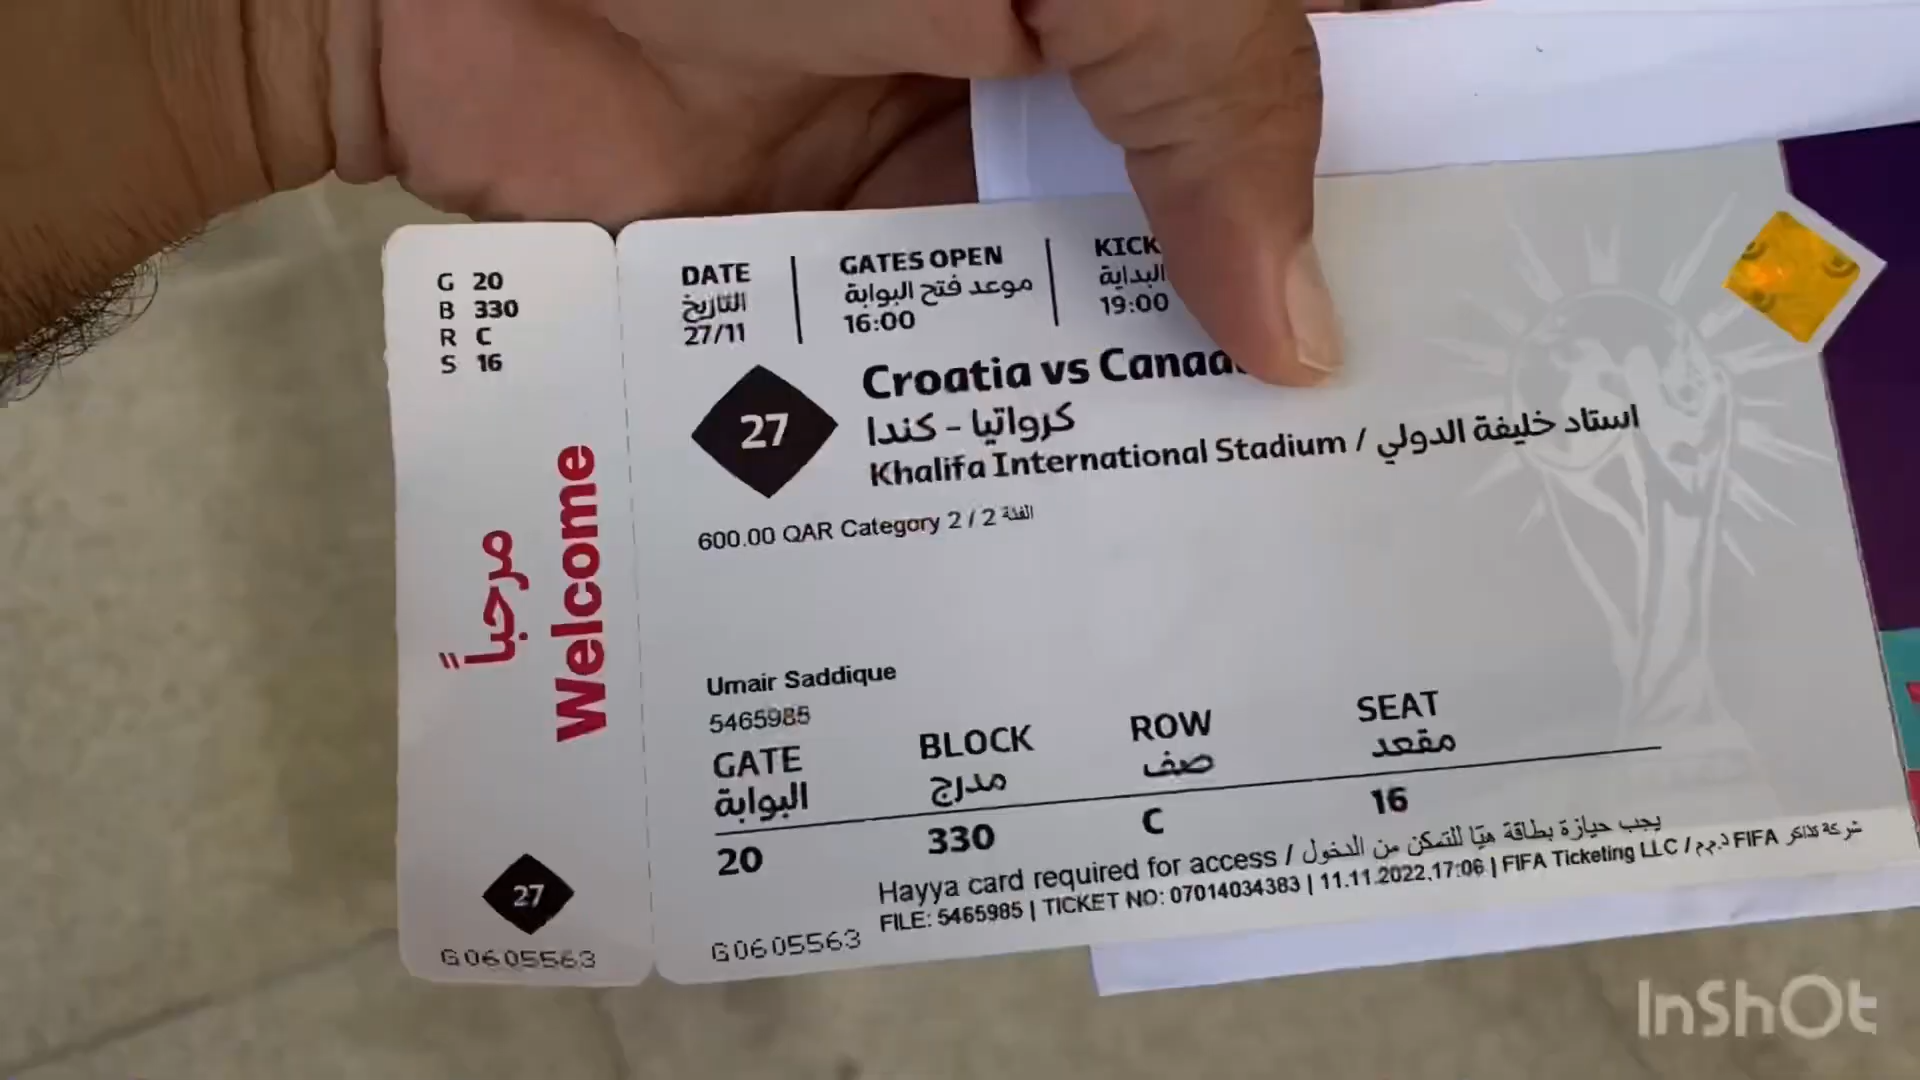 G 20
B 330
R C
S 16
مرحباً
Welcome
27
G0605563
DATE
التاريخ
27/11
GATES OPEN
موعد فتح البوابة
16:00
KICK
البداية
19:00
27
Croatia vs Canad
كرواتيا - كندا
Khalifa International Stadium / استاد خليفة الدولي
600.00 QAR Category 2 / 2 الفئة
Umair Saddique
5465985
GATE BLOCK ROW SEAT
البوابة مدرج صف مقعد
20 330 C 16
Hayya card required for access / يجب حيازة بطاقة هيّا للتمكن من الدخول
FILE: 5465985 | TICKET NO: 07014034383 | 11.11.2022.17:06 | FIFA Ticketing LLC / شركة تذاكر FIFA ذ.م.م
G0605563
InShOt